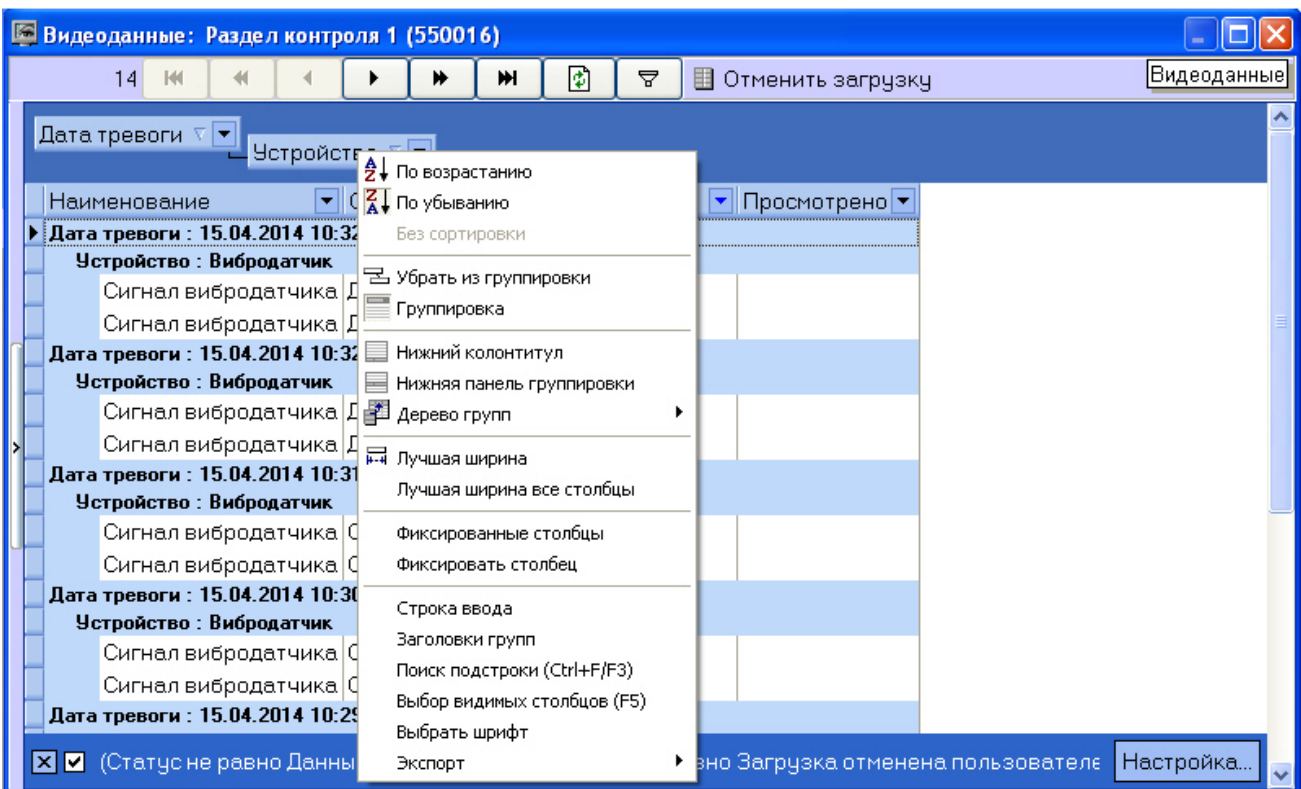 Видеоданные: Раздел контроля 1 (550016)
14 Отменить загрузку Видеоданные
Дата тревоги
Устройство
Наименование Просмотрено
Дата тревоги : 15.04.2014 10:32
Устройство : Вибродатчик
Сигнал вибродатчика
Сигнал вибродатчика
Дата тревоги : 15.04.2014 10:32
Устройство : Вибродатчик
Сигнал вибродатчика
Сигнал вибродатчика
Дата тревоги : 15.04.2014 10:31
Устройство : Вибродатчик
Сигнал вибродатчика
Сигнал вибродатчика
Дата тревоги : 15.04.2014 10:30
Устройство : Вибродатчик
Сигнал вибродатчика
Сигнал вибродатчика
Дата тревоги : 15.04.2014 10:29
По возрастанию
По убыванию
Без сортировки
Убрать из группировки
Группировка
Нижний колонтитул
Нижняя панель группировки
Дерево групп
Лучшая ширина
Лучшая ширина все столбцы
Фиксированные столбцы
Фиксировать столбец
Строка ввода
Заголовки групп
Поиск подстроки (Ctrl+F/F3)
Выбор видимых столбцов (F5)
Выбрать шрифт
Экспорт
(Статус не равно Данны вно Загрузка отменена пользователе Настройка...